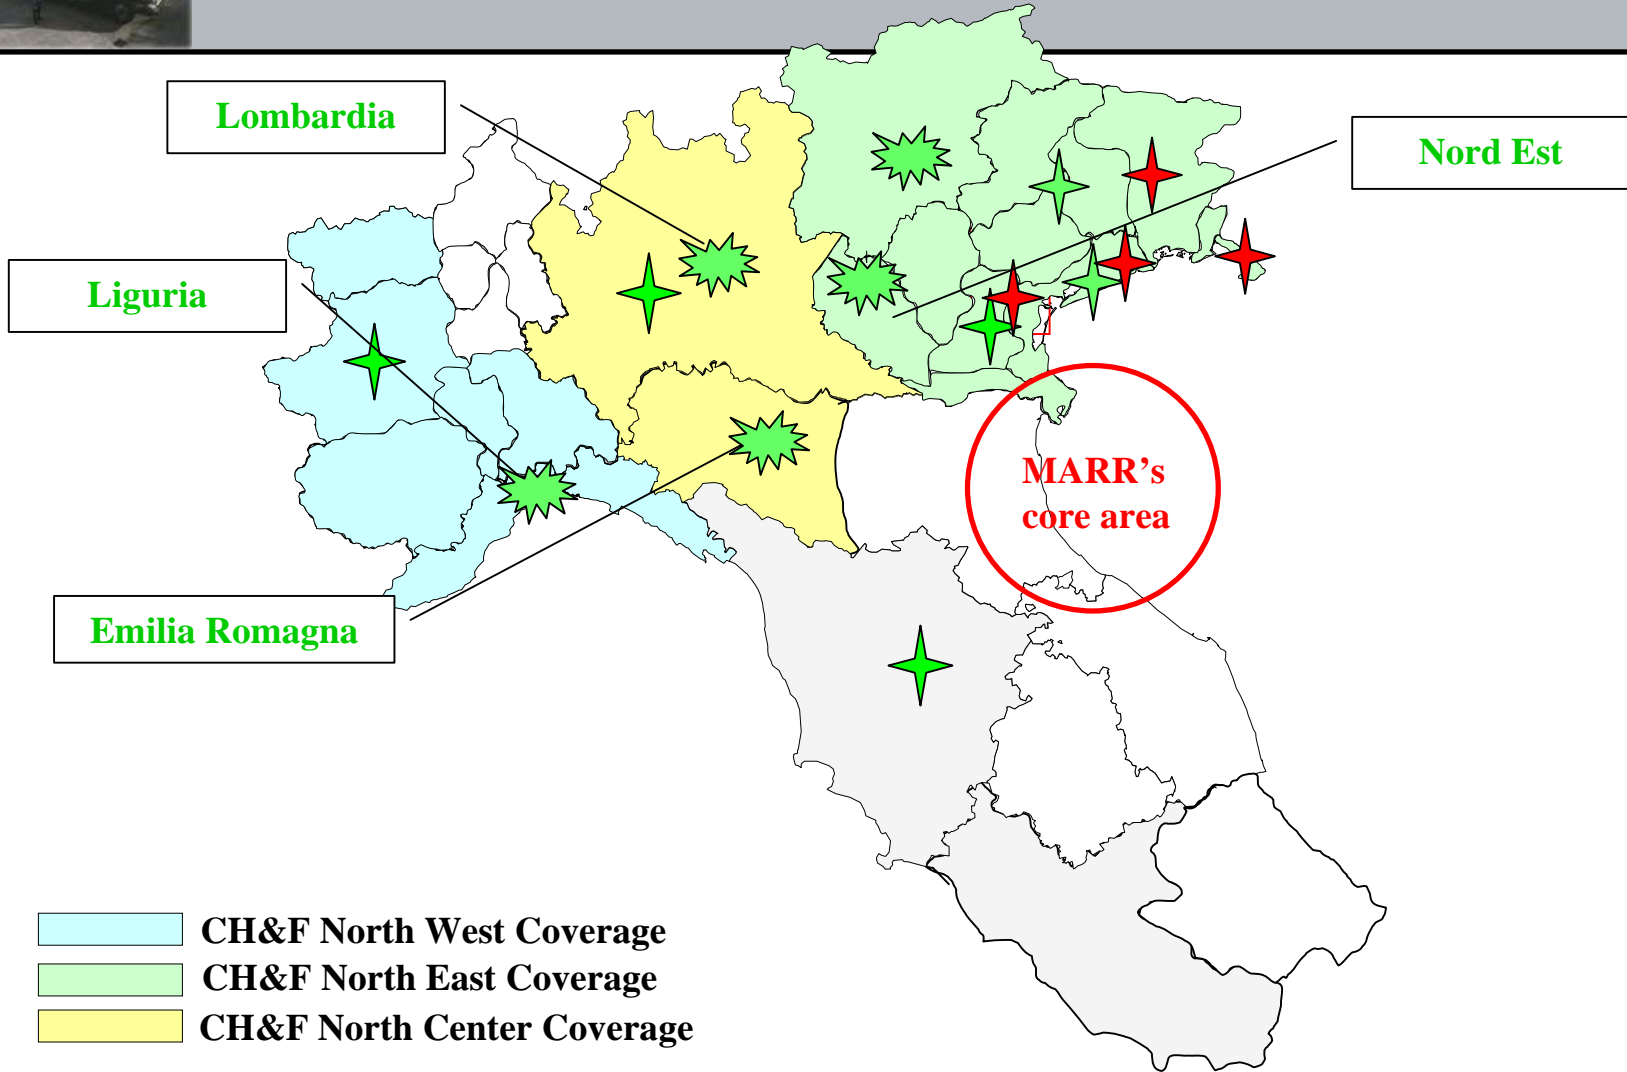 Lombardia
Nord Est
Liguria
MARR’s
core area
Emilia Romagna
CH&F North West Coverage
CH&F North East Coverage
CH&F North Center Coverage